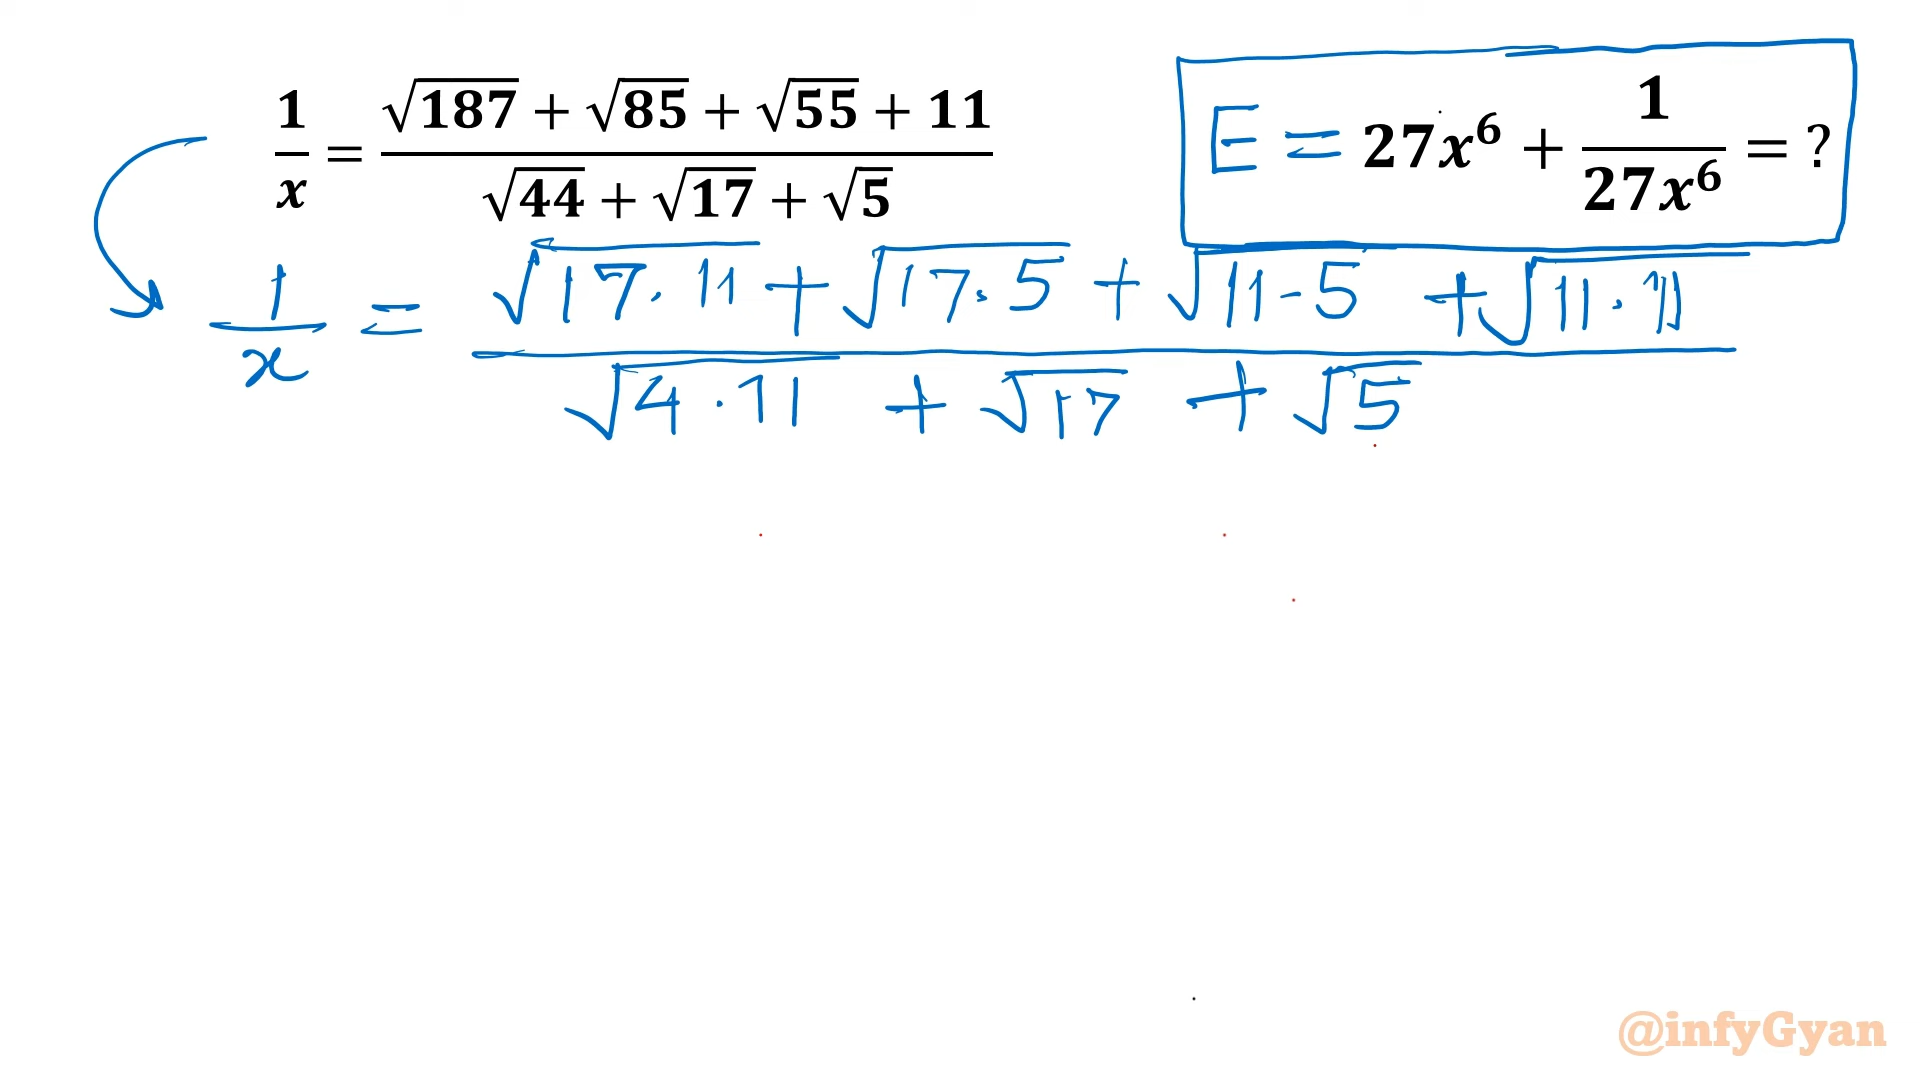 1/x = (√187 + √85 + √55 + 11)/(√44 + √17 + √5)
E = 27x⁶ + 1/(27x⁶) = ?
1/x = (√(17·11) + √(17·5) + √(11-5) + √(11·11))/(√(4·11) + √17 + √5)
@infyGyan